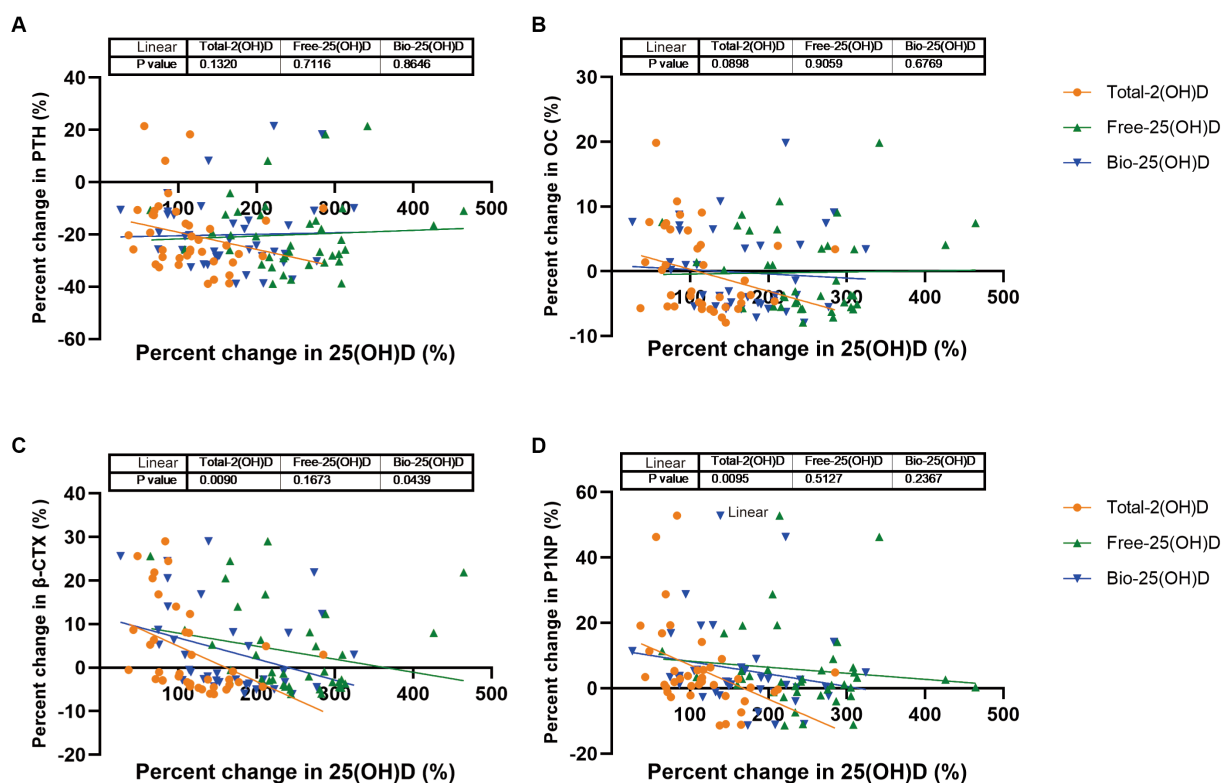 A
Linear Total-2(OH)D Free-25(OH)D Bio-25(OH)D
P value 0.1320 0.7116 0.8646
Percent change in PTH (%)
40
20
0
-20
-40
-60
100 200 300 400 500
Percent change in 25(OH)D (%)
B
Linear Total-2(OH)D Free-25(OH)D Bio-25(OH)D
P value 0.0898 0.9059 0.6769
Percent change in OC (%)
30
20
10
0
-10
100 200 300 400 500
Percent change in 25(OH)D (%)
Total-2(OH)D
Free-25(OH)D
Bio-25(OH)D
C
Linear Total-2(OH)D Free-25(OH)D Bio-25(OH)D
P value 0.0090 0.1673 0.0439
Percent change in β-CTX (%)
40
30
20
10
0
-10
-20
100 200 300 400 500
Percent change in 25(OH)D (%)
D
Linear Total-2(OH)D Free-25(OH)D Bio-25(OH)D
P value 0.0095 0.5127 0.2367
Linear
Percent change in P1NP (%)
60
40
20
0
-20
100 200 300 400 500
Percent change in 25(OH)D (%)
Total-2(OH)D
Free-25(OH)D
Bio-25(OH)D